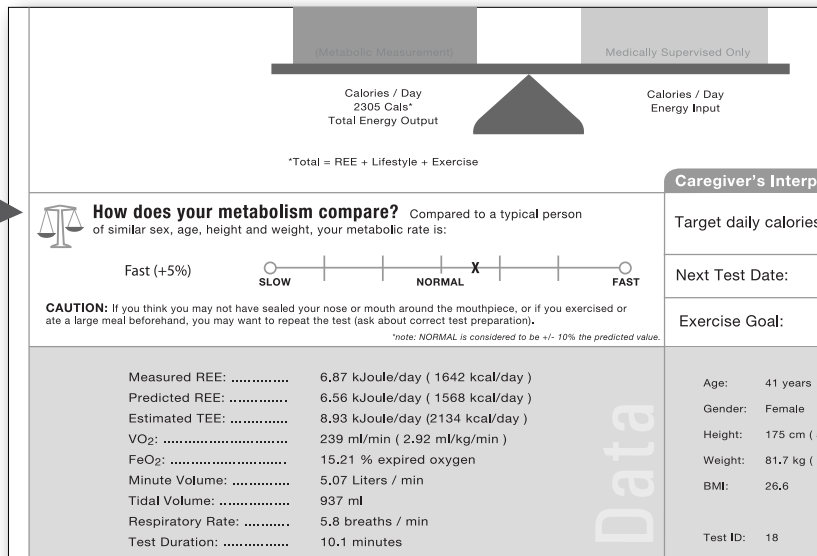 (Metabolic Measurement)
Medically Supervised Only
Calories / Day
2305 Cals*
Total Energy Output
Calories / Day
Energy Input
*Total = REE + Lifestyle + Exercise
How does your metabolism compare? Compared to a typical person
of similar sex, age, height and weight, your metabolic rate is:
Fast (+5%)
X
SLOW NORMAL FAST
CAUTION: If you think you may not have sealed your nose or mouth around the mouthpiece, or if you exercised or
ate a large meal beforehand, you may want to repeat the test (ask about correct test preparation).
*note: NORMAL is considered to be +/- 10% the predicted value.
Caregiver's Interp
Target daily calories
Next Test Date:
Exercise Goal:
Measured REE: ............. 6.87 kJoule/day ( 1642 kcal/day )
Predicted REE: ............. 6.56 kJoule/day ( 1568 kcal/day )
Estimated TEE: ............. 8.93 kJoule/day (2134 kcal/day )
VO2: ............................ 239 ml/min ( 2.92 ml/kg/min )
FeO2: .......................... 15.21 % expired oxygen
Minute Volume: ............ 5.07 Liters / min
Tidal Volume: ............... 937 ml
Respiratory Rate: .......... 5.8 breaths / min
Test Duration: ............... 10.1 minutes
Data
Age: 41 years
Gender: Female
Height: 175 cm (
Weight: 81.7 kg (
BMI: 26.6
Test ID: 18